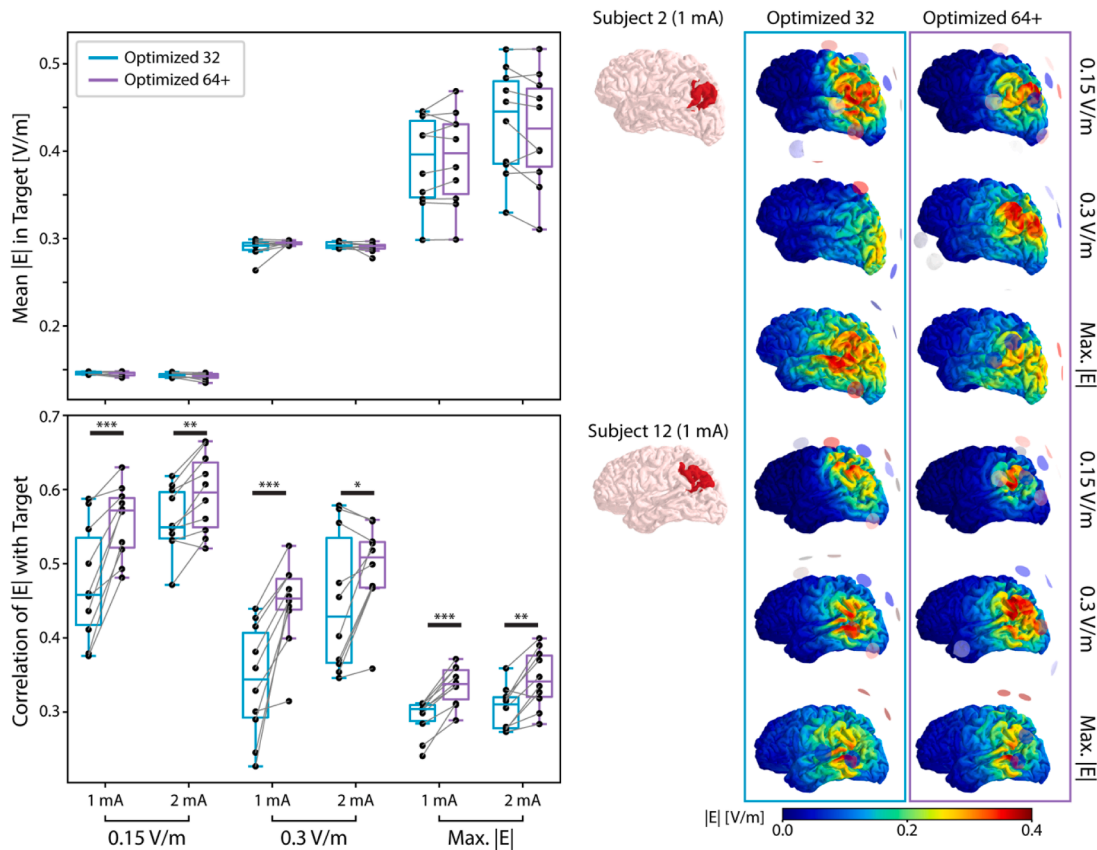 Optimized 32
Optimized 64+
Mean |E| in Target [V/m]
0.5
0.4
0.3
0.2
***
**
***
*
***
**
Correlation of |E| with Target
0.7
0.6
0.5
0.4
0.3
1 mA
2 mA
1 mA
2 mA
1 mA
2 mA
0.15 V/m
0.3 V/m
Max. |E|
Subject 2 (1 mA)
Optimized 32
Optimized 64+
0.15 V/m
0.3 V/m
Max. |E|
Subject 12 (1 mA)
0.15 V/m
0.3 V/m
Max. |E|
|E| [V/m]
0.0
0.2
0.4